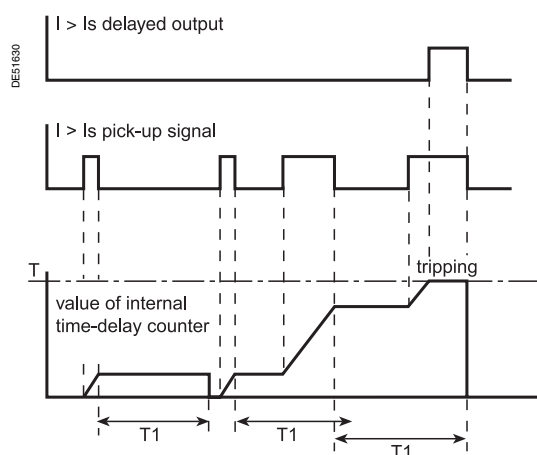 DE51630
I > Is delayed output
I > Is pick-up signal
T
tripping
value of internal
time-delay counter
T1
T1
T1